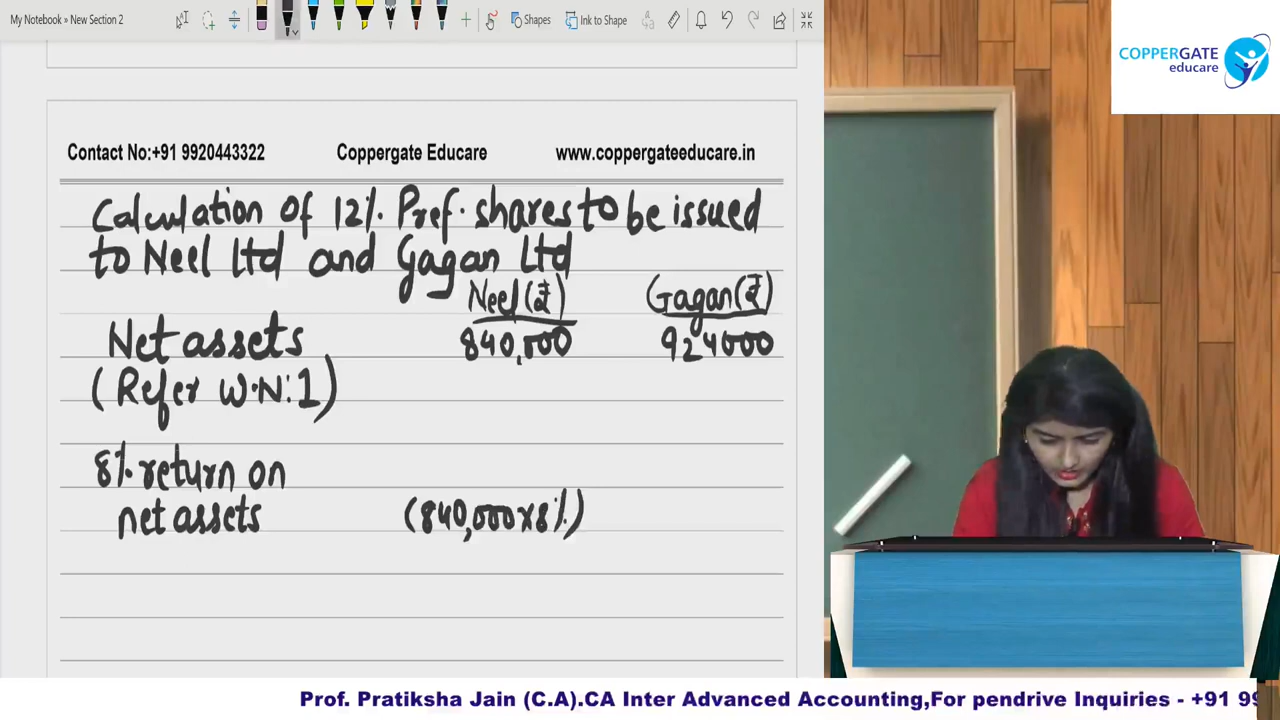 My Notebook » New Section 2
Shapes
Ink to Shape
COPPERGATE
educare
Contact No:+91 9920443322 Coppergate Educare www.coppergateeducare.in
Calculation of 12%. Pref. shares to be issued
to Neel Ltd and Gagan Ltd
Neel(₹) Gagan(₹)
Net assets 840,000 924000
(Refer W.N:1)
8% return on
net assets (840,000x8%)
Prof. Pratiksha Jain (C.A).CA Inter Advanced Accounting,For pendrive Inquiries - +91 99